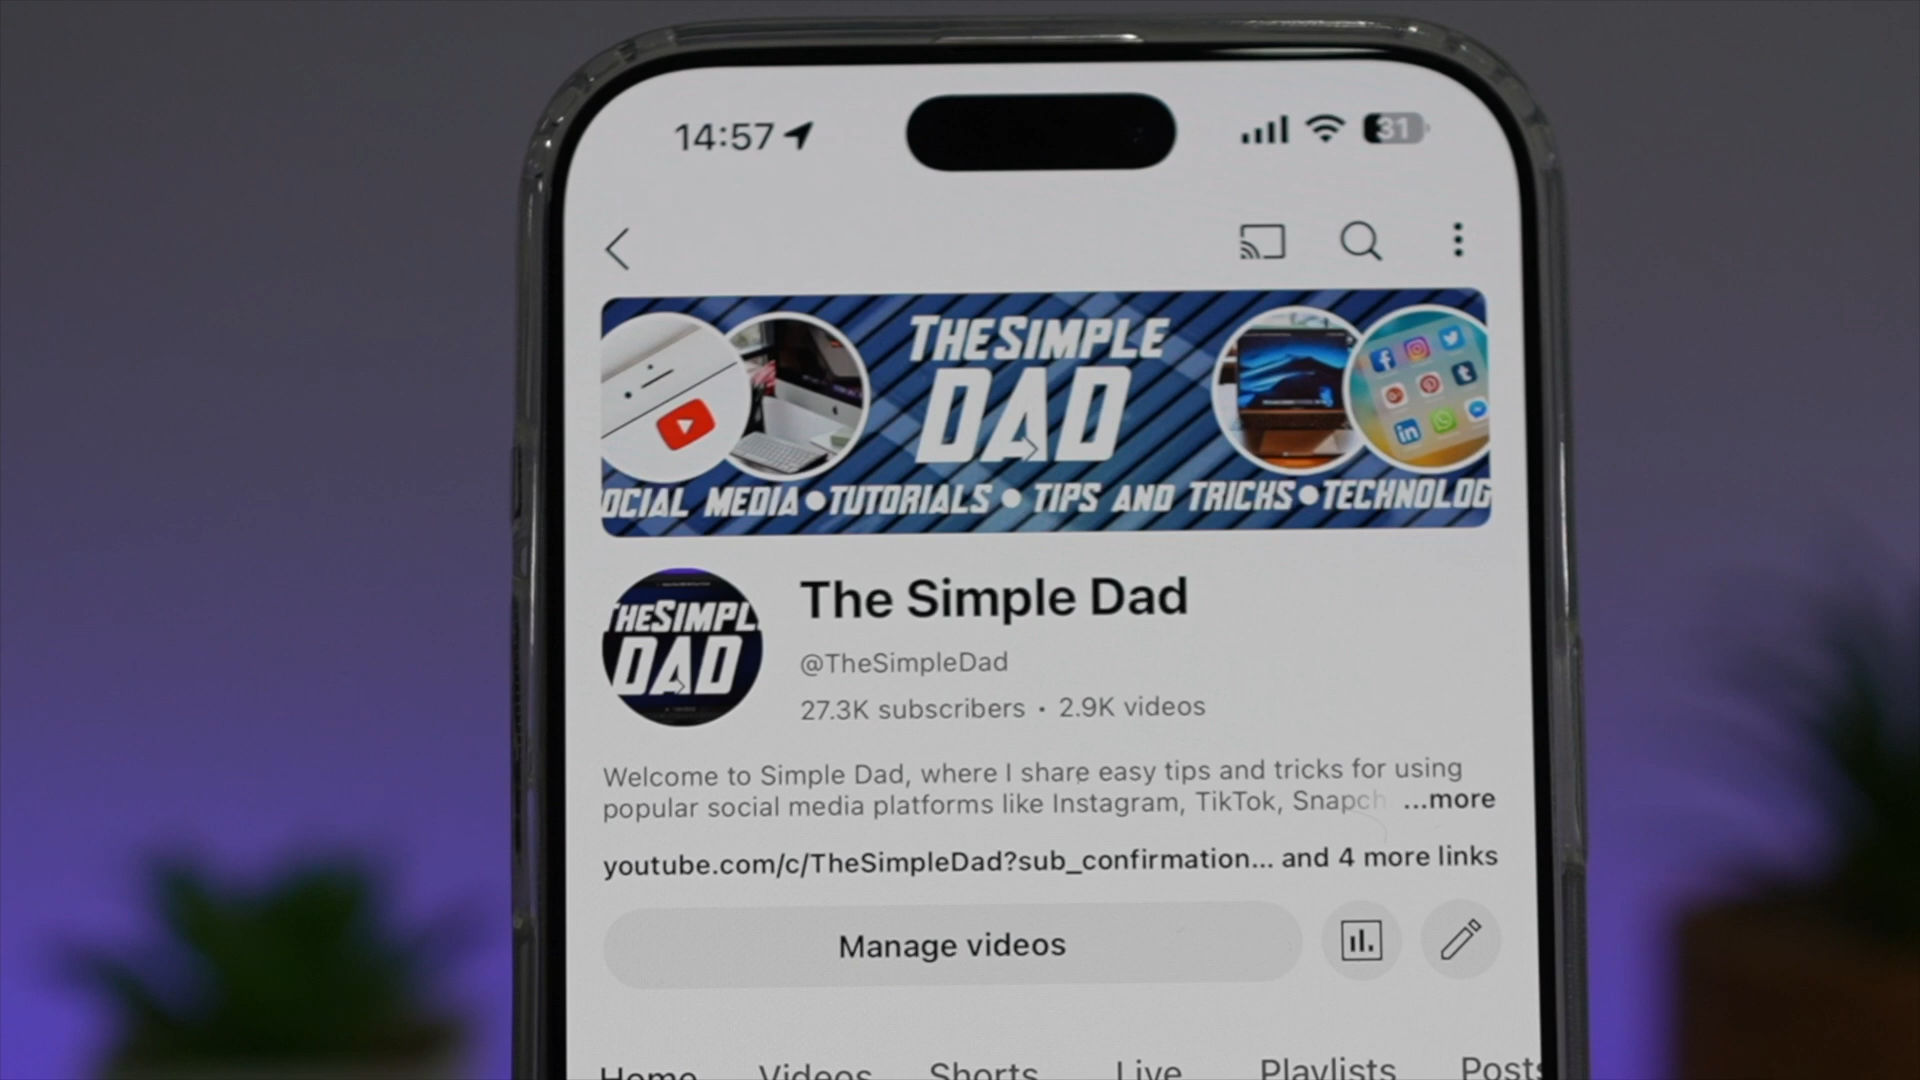 14:57
31
THESIMPLE
DAD
OCIAL MEDIA•TUTORIALS • TIPS AND TRICKS•TECHNOLOG
THESIMPL
DAD
The Simple Dad
@TheSimpleDad
27.3K subscribers • 2.9K videos
Welcome to Simple Dad, where I share easy tips and tricks for using
popular social media platforms like Instagram, TikTok, Snapch ...more
youtube.com/c/TheSimpleDad?sub_confirmation... and 4 more links
Manage videos
Home Videos Shorts Live Playlists Posts